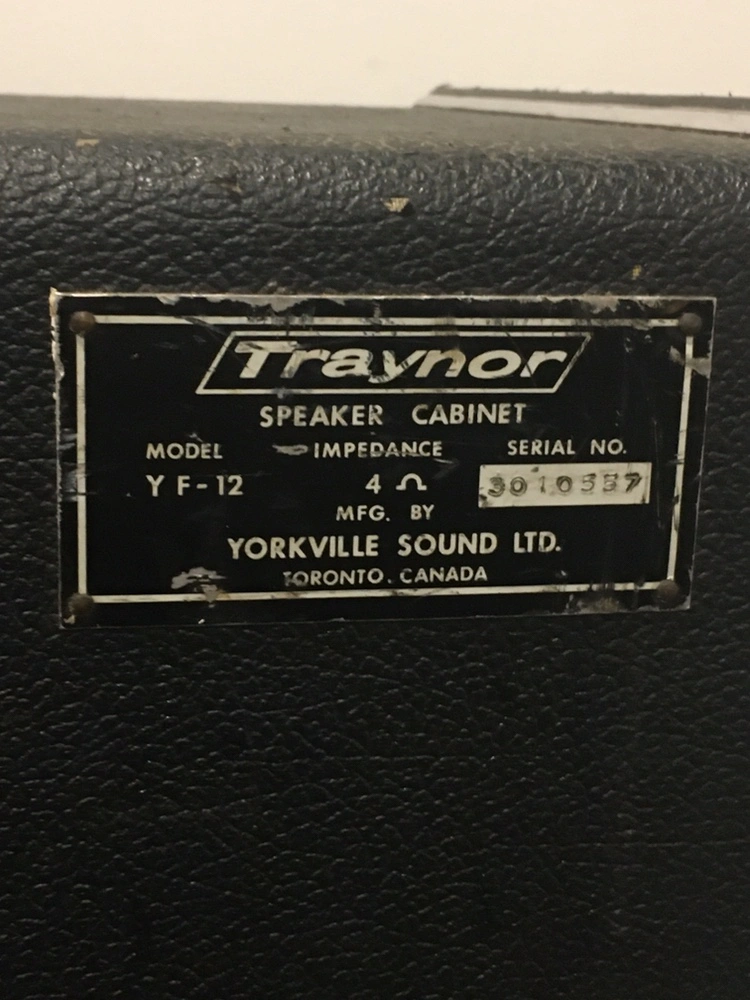 Traynor
SPEAKER CABINET
MODEL IMPEDANCE SERIAL NO.
YF-12 4 Ω 3010537
MFG. BY
YORKVILLE SOUND LTD.
TORONTO. CANADA